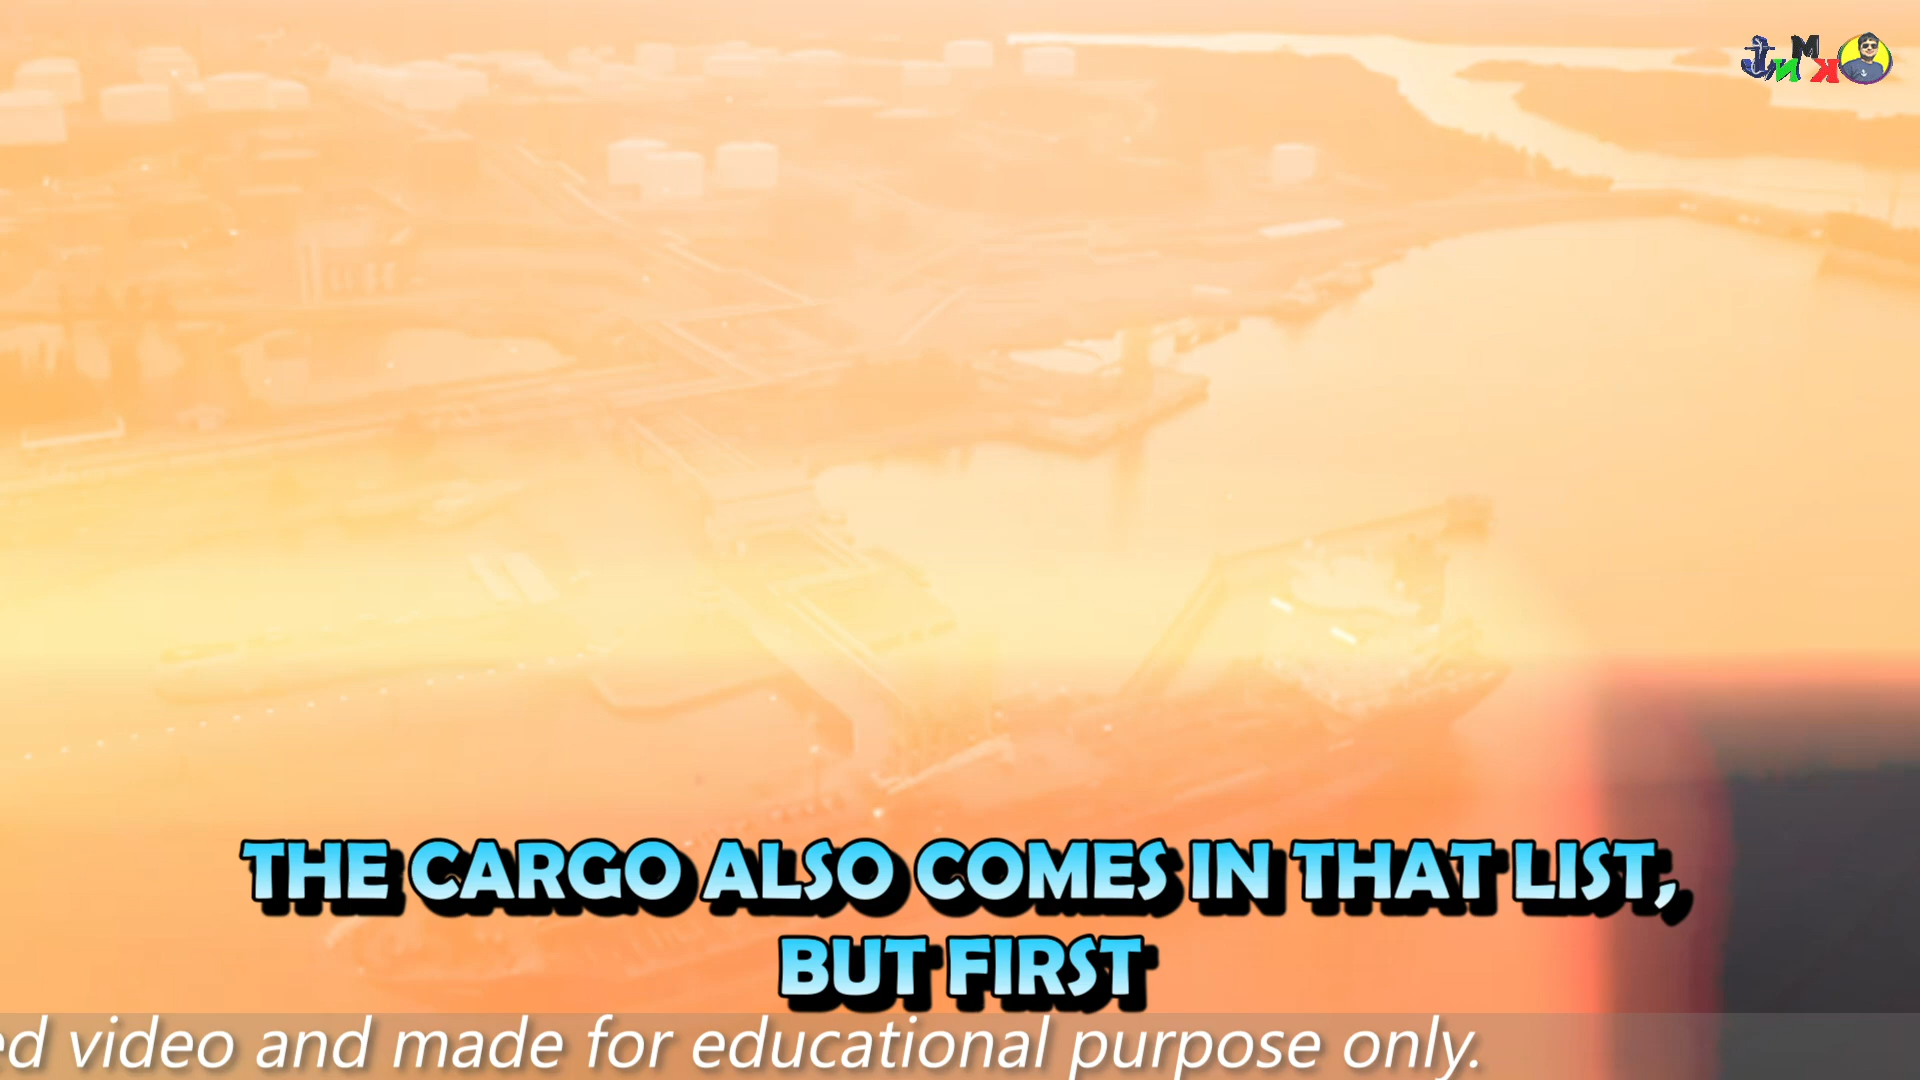 M
N K
THE CARGO ALSO COMES IN THAT LIST,
BUT FIRST
video and made for educational purpose only.